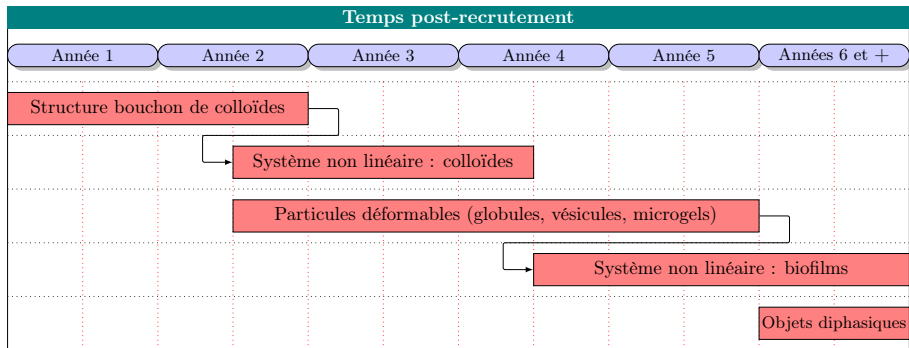 Temps post-recrutement
Année 1
Année 2
Année 3
Année 4
Année 5
Années 6 et +
Structure bouchon de colloïdes
Système non linéaire : colloïdes
Particules déformables (globules, vésicules, microgels)
Système non linéaire : biofilms
Objets diphasiques